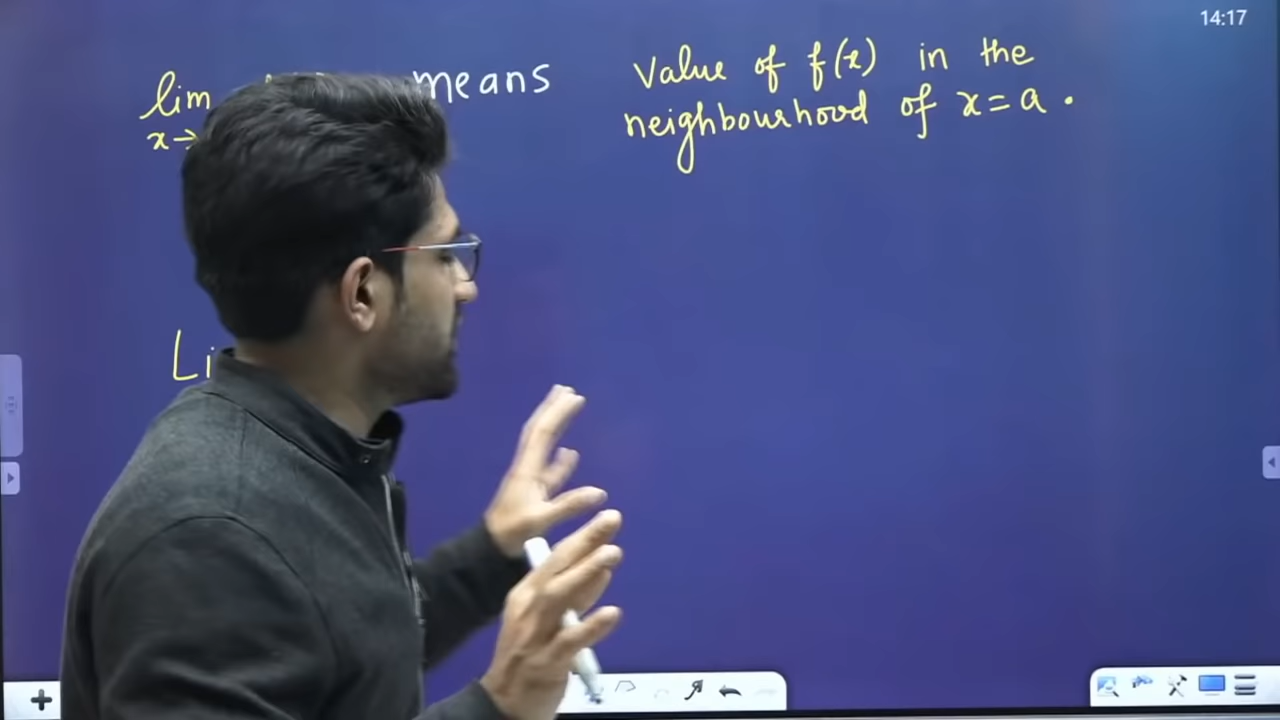 14:17
lim means Value of f(x) in the
x→ neighbourhood of x=a.
Li